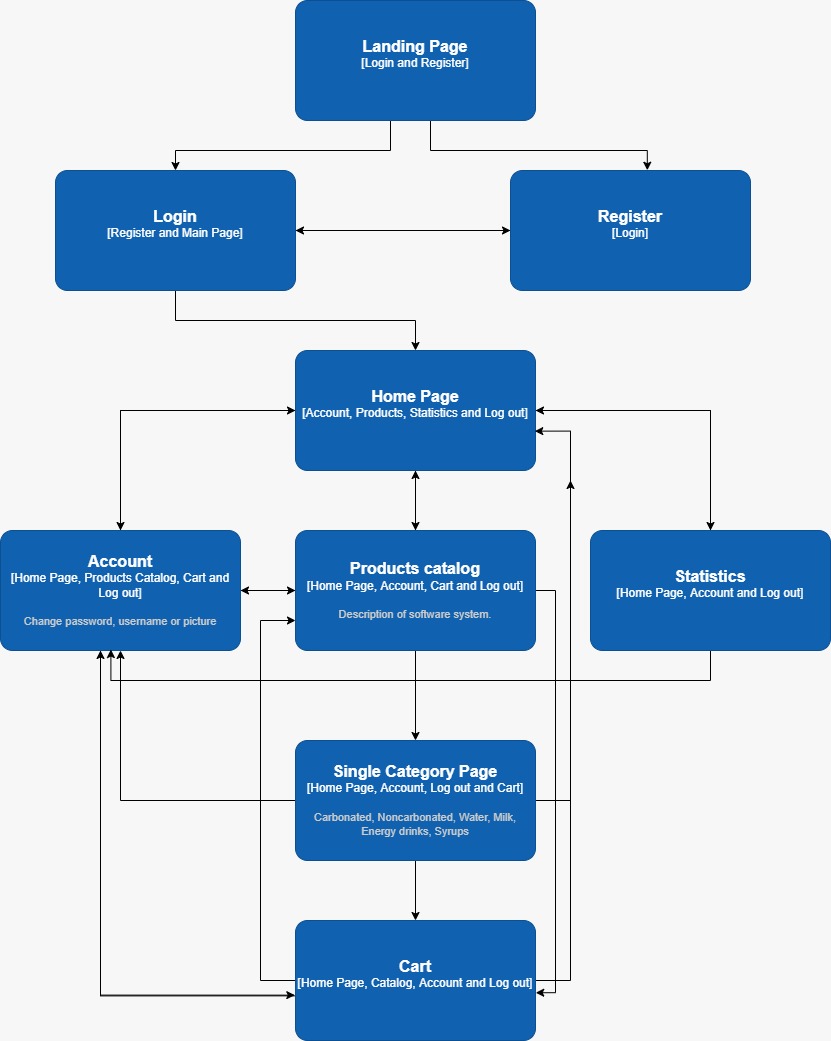 Landing Page
[Login and Register]
Login
[Register and Main Page]
Register
[Login]
Home Page
[Account, Products, Statistics and Log out]
Account
[Home Page, Products Catalog, Cart and
Log out]
Change password, username or picture
Products catalog
[Home Page, Account, Cart and Log out]
Description of software system.
Statistics
[Home Page, Account and Log out]
Single Category Page
[Home Page, Account, Log out and Cart]
Carbonated, Noncarbonated, Water, Milk,
Energy drinks, Syrups
Cart
[Home Page, Catalog, Account and Log out]